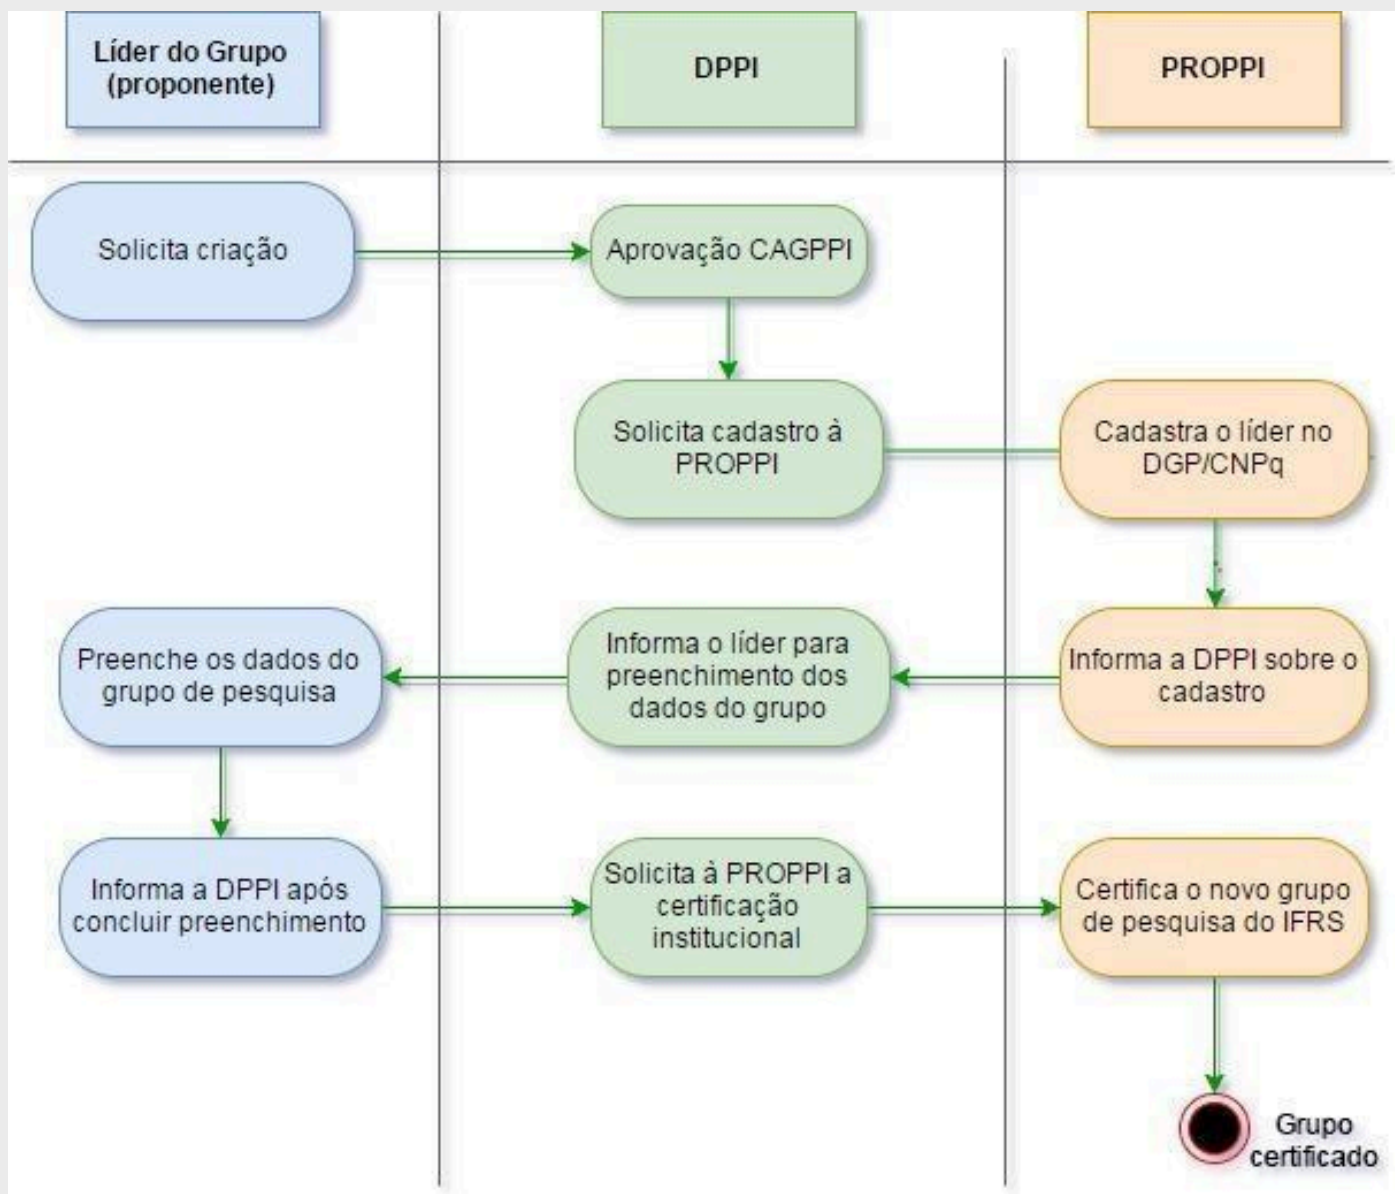 Líder do Grupo
(proponente)
DPPI
PROPPI
Solicita criação
Aprovação CAGPPI
Solicita cadastro à
PROPPI
Cadastra o líder no
DGP/CNPq
Preenche os dados do
grupo de pesquisa
Informa o líder para
preenchimento dos
dados do grupo
Informa a DPPI sobre o
cadastro
Informa a DPPI após
concluir preenchimento
Solicita à PROPPI a
certificação
institucional
Certifica o novo grupo
de pesquisa do IFRS
Grupo
certificado